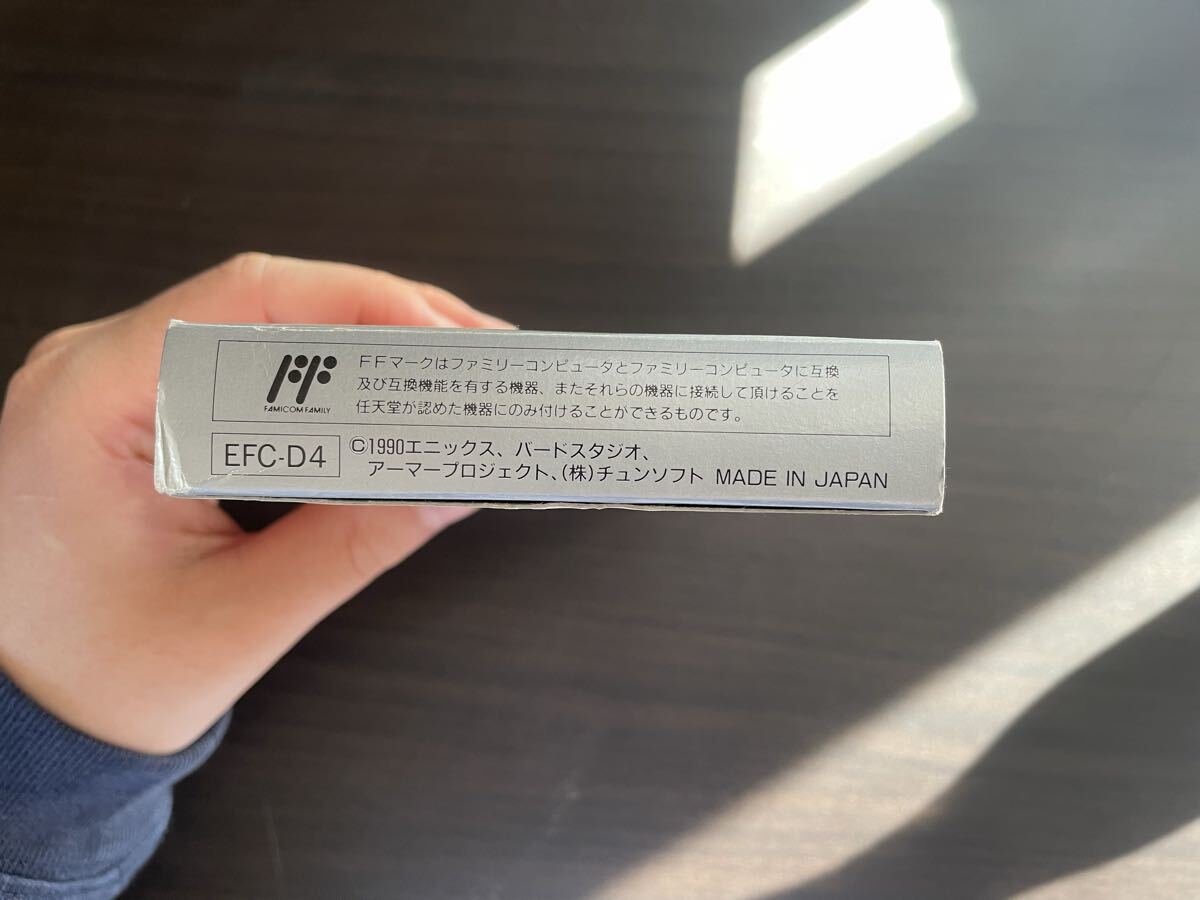 FFマークはファミリーコンピュータとファミリーコンピュータに互換
及び互換機能を有する機器、またそれらの機器に接続して頂けることを
任天堂が認めた機器にのみ付けることができるものです。
FF
FAMICOM FAMILY
EFC-D4
©1990エニックス、バードスタジオ、
アーマープロジェクト、(株)チュンソフト MADE IN JAPAN